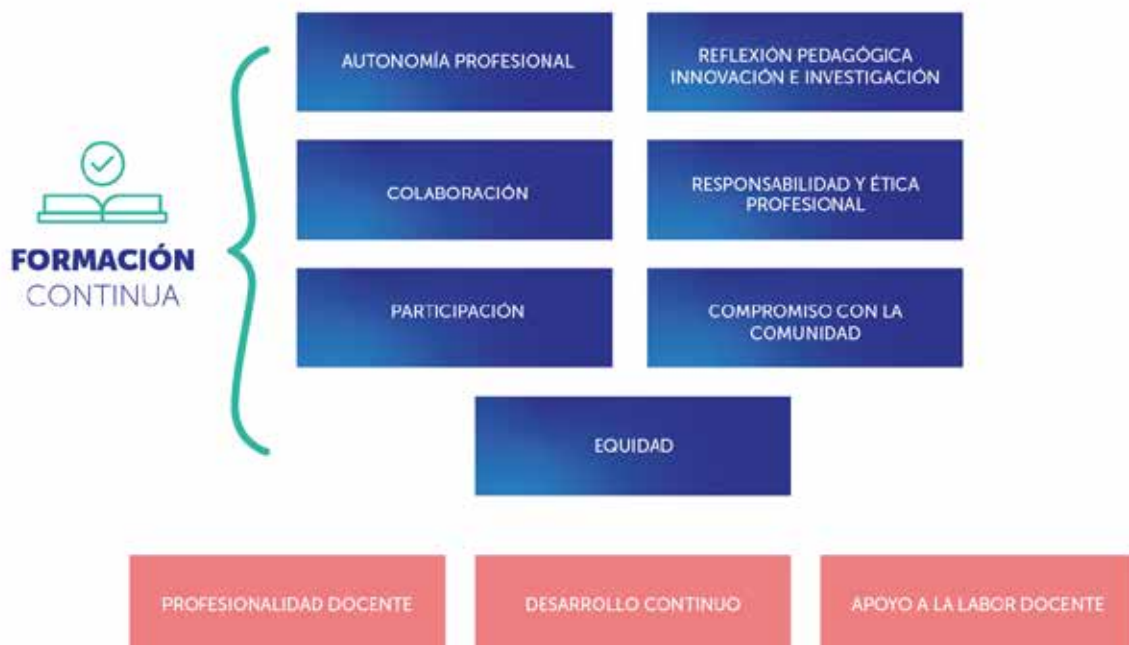 FORMACIÓN
CONTINUA
AUTONOMÍA PROFESIONAL
REFLEXIÓN PEDAGÓGICA
INNOVACIÓN E INVESTIGACIÓN
COLABORACIÓN
RESPONSABILIDAD Y ÉTICA
PROFESIONAL
PARTICIPACIÓN
COMPROMISO CON LA
COMUNIDAD
EQUIDAD
PROFESIONALIDAD DOCENTE
DESARROLLO CONTINUO
APOYO A LA LABOR DOCENTE